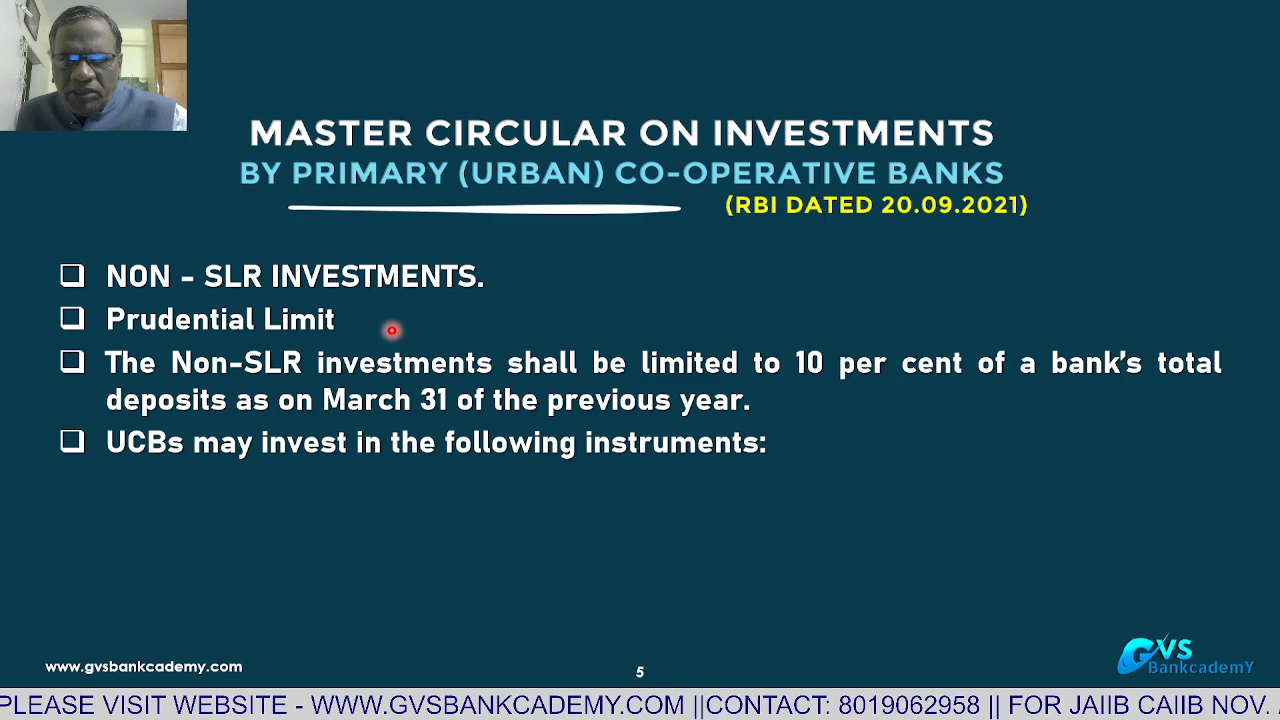 MASTER CIRCULAR ON INVESTMENTS
BY PRIMARY (URBAN) CO-OPERATIVE BANKS
(RBI DATED 20.09.2021)
❑ NON - SLR INVESTMENTS.
❑ Prudential Limit
❑ The Non-SLR investments shall be limited to 10 per cent of a bank's total
deposits as on March 31 of the previous year.
❑ UCBs may invest in the following instruments:
www.gvsbankcademy.com
5
GVS
BankcademY
PLEASE VISIT WEBSITE - WWW.GVSBANKCADEMY.COM ||CONTACT: 8019062958 || FOR JAIIB CAIIB NOV.